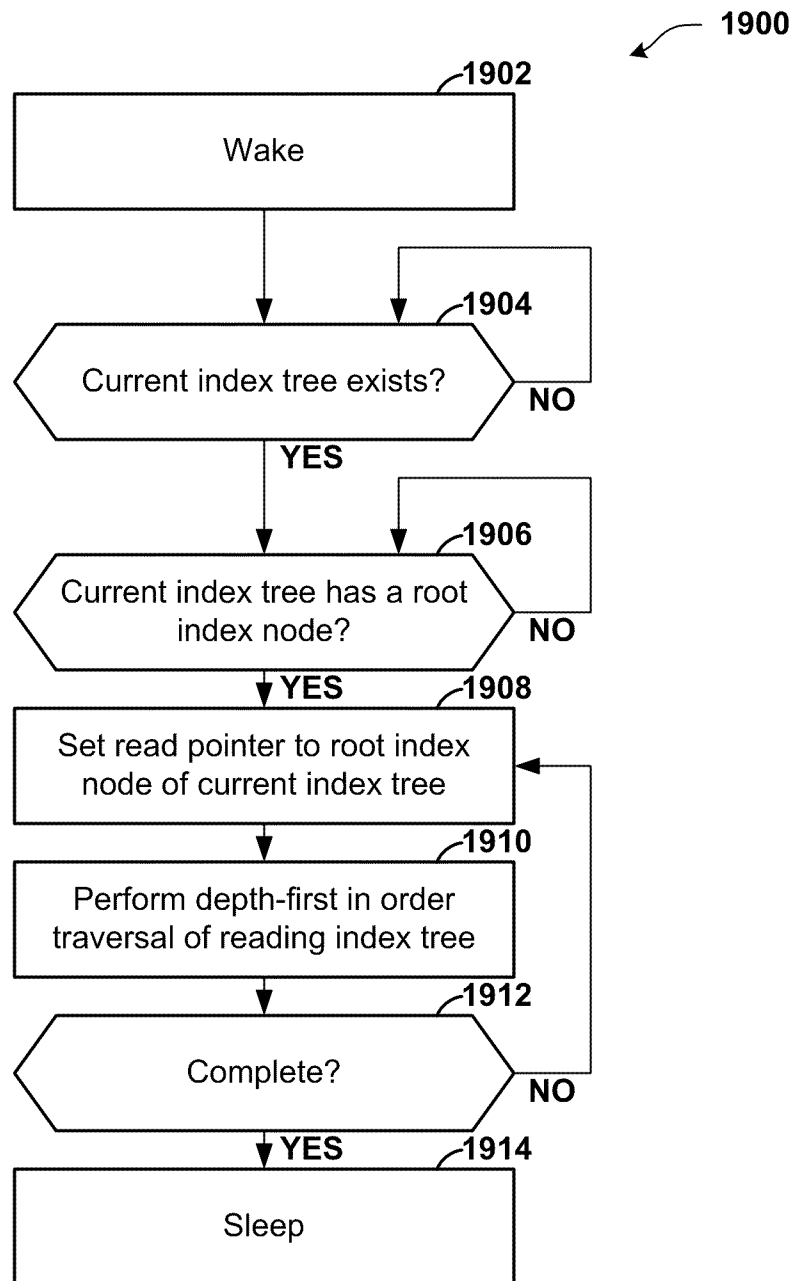 1900
1902
Wake
1904
Current index tree exists?
NO
YES
1906
Current index tree has a root
index node?
NO
YES
1908
Set read pointer to root index
node of current index tree
1910
Perform depth-first in order
traversal of reading index tree
1912
Complete?
NO
YES
1914
Sleep